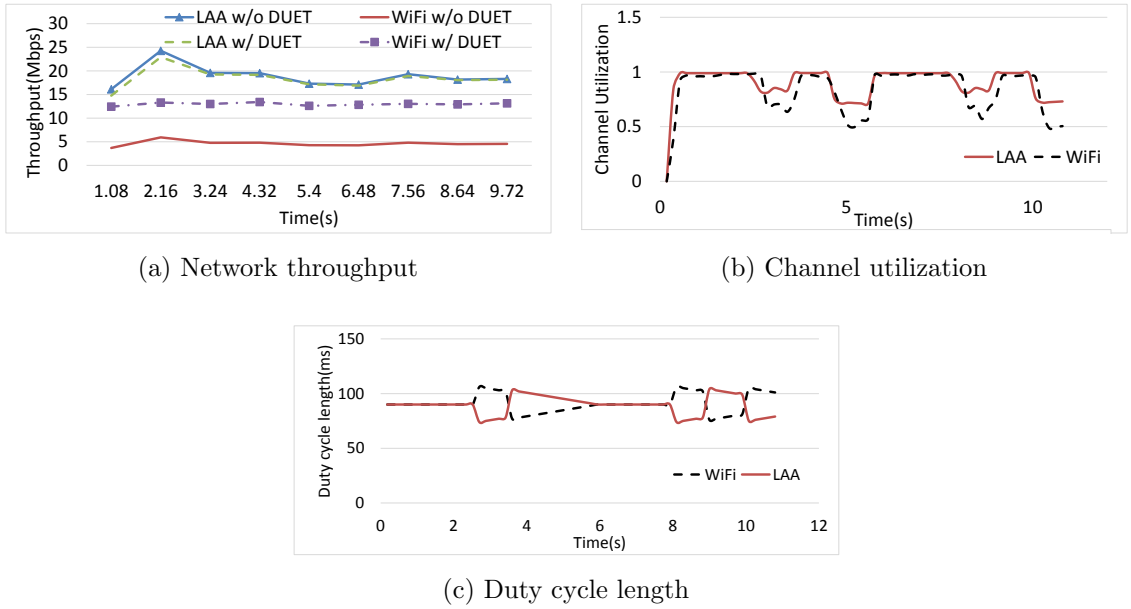 LAA w/o DUET
WiFi w/o DUET
LAA w/ DUET
WiFi w/ DUET
Throughput(Mbps)
30
25
20
15
10
5
0
1.08 2.16 3.24 4.32 5.4 6.48 7.56 8.64 9.72
Time(s)
(a) Network throughput
Channel Utilization
1.5
1
0.5
0
LAA WiFi
0 5 10
Time(s)
(b) Channel utilization
Duty cycle length(ms)
150
100
50
0
WiFi LAA
0 2 4 6 8 10 12
Time(s)
(c) Duty cycle length